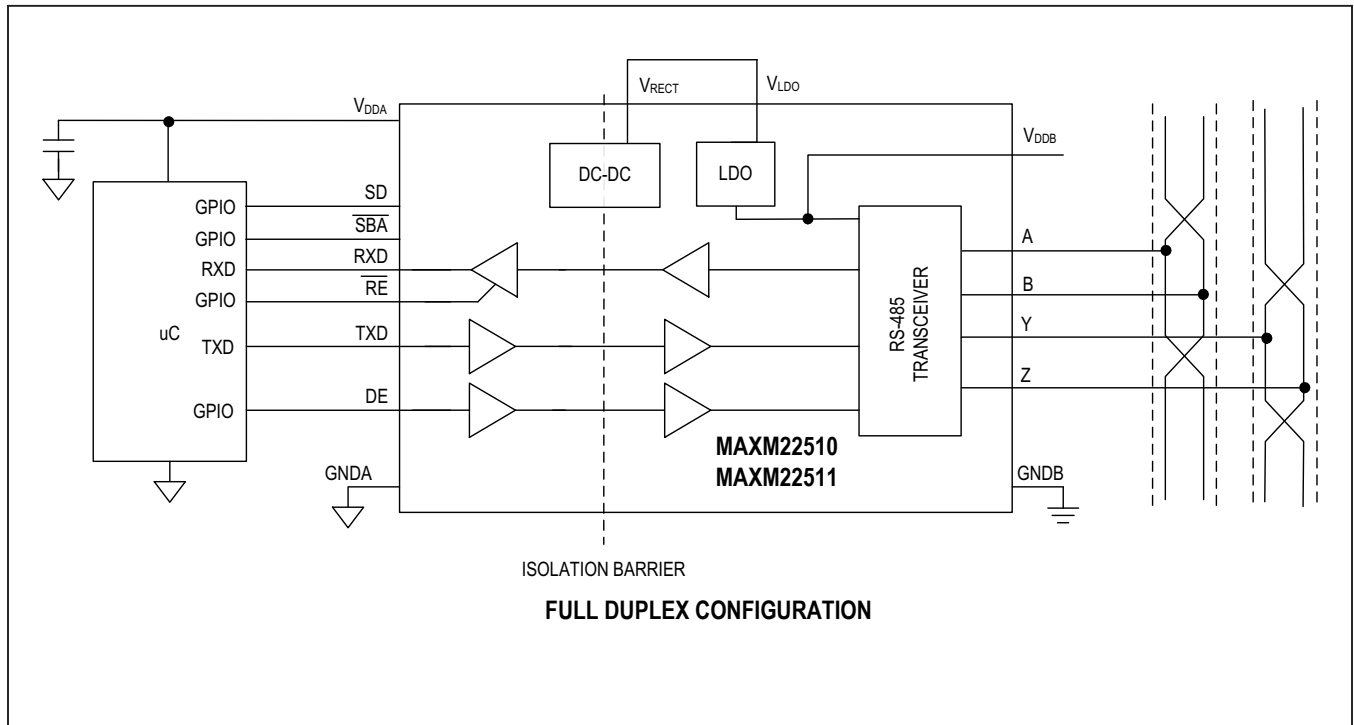 VRECT
VLDO
VDDA
VDDB
DC-DC
LDO
SD
GPIO
SBA
GPIO
RXD
RXD
RE
GPIO
uC
TXD
TXD
DE
GPIO
RS-485
TRANSCEIVER
A
B
Y
Z
MAXM22510
MAXM22511
GNDA
GNDB
ISOLATION BARRIER
FULL DUPLEX CONFIGURATION